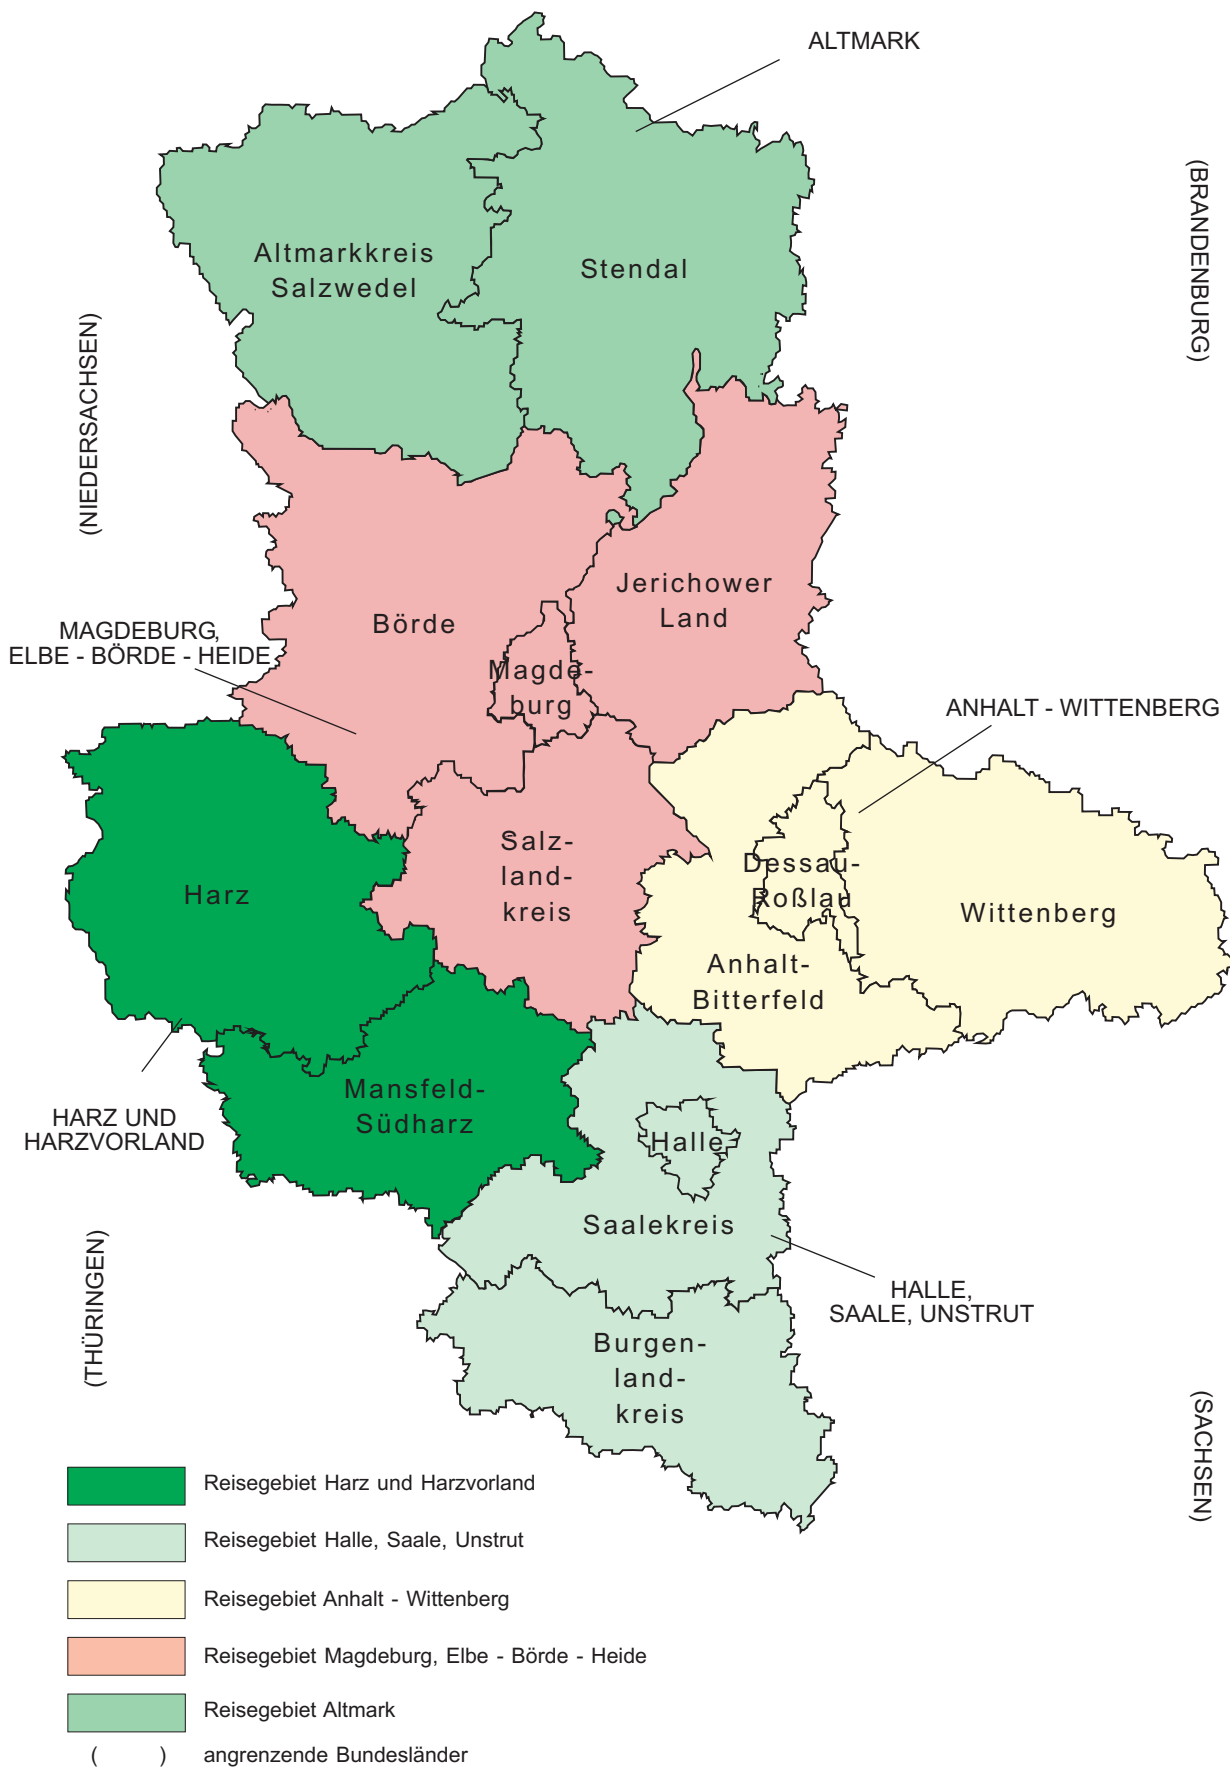 ALTMARK
(BRANDENBURG)
Altmarkkreis
Salzwedel
Stendal
(NIEDERSACHSEN)
Jerichower
Land
Börde
MAGDEBURG,
ELBE - BÖRDE - HEIDE
Magde-
burg
ANHALT - WITTENBERG
Salz-
land-
kreis
Dessau-
Roßlau
Harz
Wittenberg
Anhalt-
Bitterfeld
Mansfeld-
Südharz
HARZ UND
HARZVORLAND
Halle
Saalekreis
(THÜRINGEN)
HALLE,
SAALE, UNSTRUT
Burgen-
land-
kreis
(SACHSEN)
Reisegebiet Harz und Harzvorland
Reisegebiet Halle, Saale, Unstrut
Reisegebiet Anhalt - Wittenberg
Reisegebiet Magdeburg, Elbe - Börde - Heide
Reisegebiet Altmark
( ) angrenzende Bundesländer